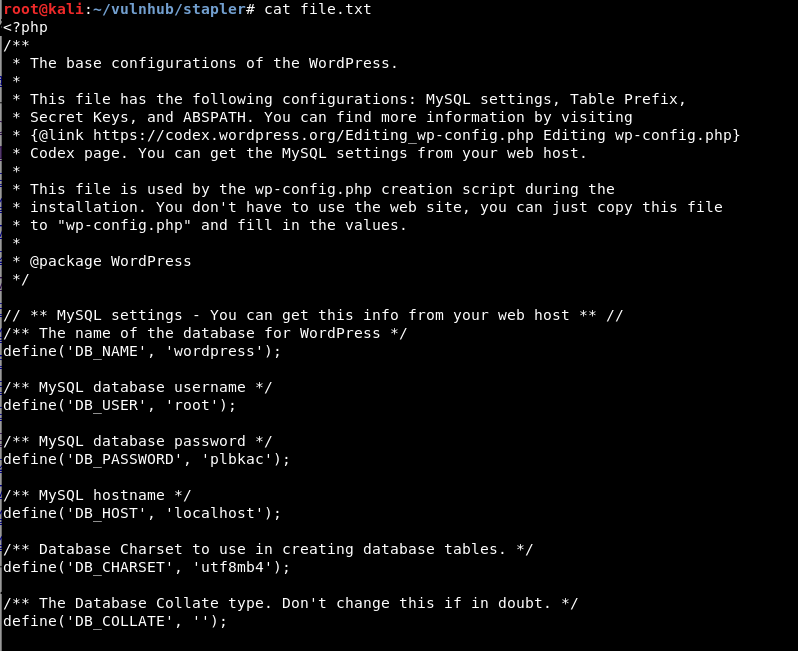 root@kali:~/vulnhub/stapler# cat file.txt
<?php
/**
 * The base configurations of the WordPress.
 *
 * This file has the following configurations: MySQL settings, Table Prefix,
 * Secret Keys, and ABSPATH. You can find more information by visiting
 * {@link https://codex.wordpress.org/Editing_wp-config.php Editing wp-config.php}
 * Codex page. You can get the MySQL settings from your web host.
 *
 * This file is used by the wp-config.php creation script during the
 * installation. You don't have to use the web site, you can just copy this file
 * to "wp-config.php" and fill in the values.
 *
 * @package WordPress
 */

// ** MySQL settings - You can get this info from your web host ** //
/** The name of the database for WordPress */
define('DB_NAME', 'wordpress');

/** MySQL database username */
define('DB_USER', 'root');

/** MySQL database password */
define('DB_PASSWORD', 'plbkac');

/** MySQL hostname */
define('DB_HOST', 'localhost');

/** Database Charset to use in creating database tables. */
define('DB_CHARSET', 'utf8mb4');

/** The Database Collate type. Don't change this if in doubt. */
define('DB_COLLATE', '');